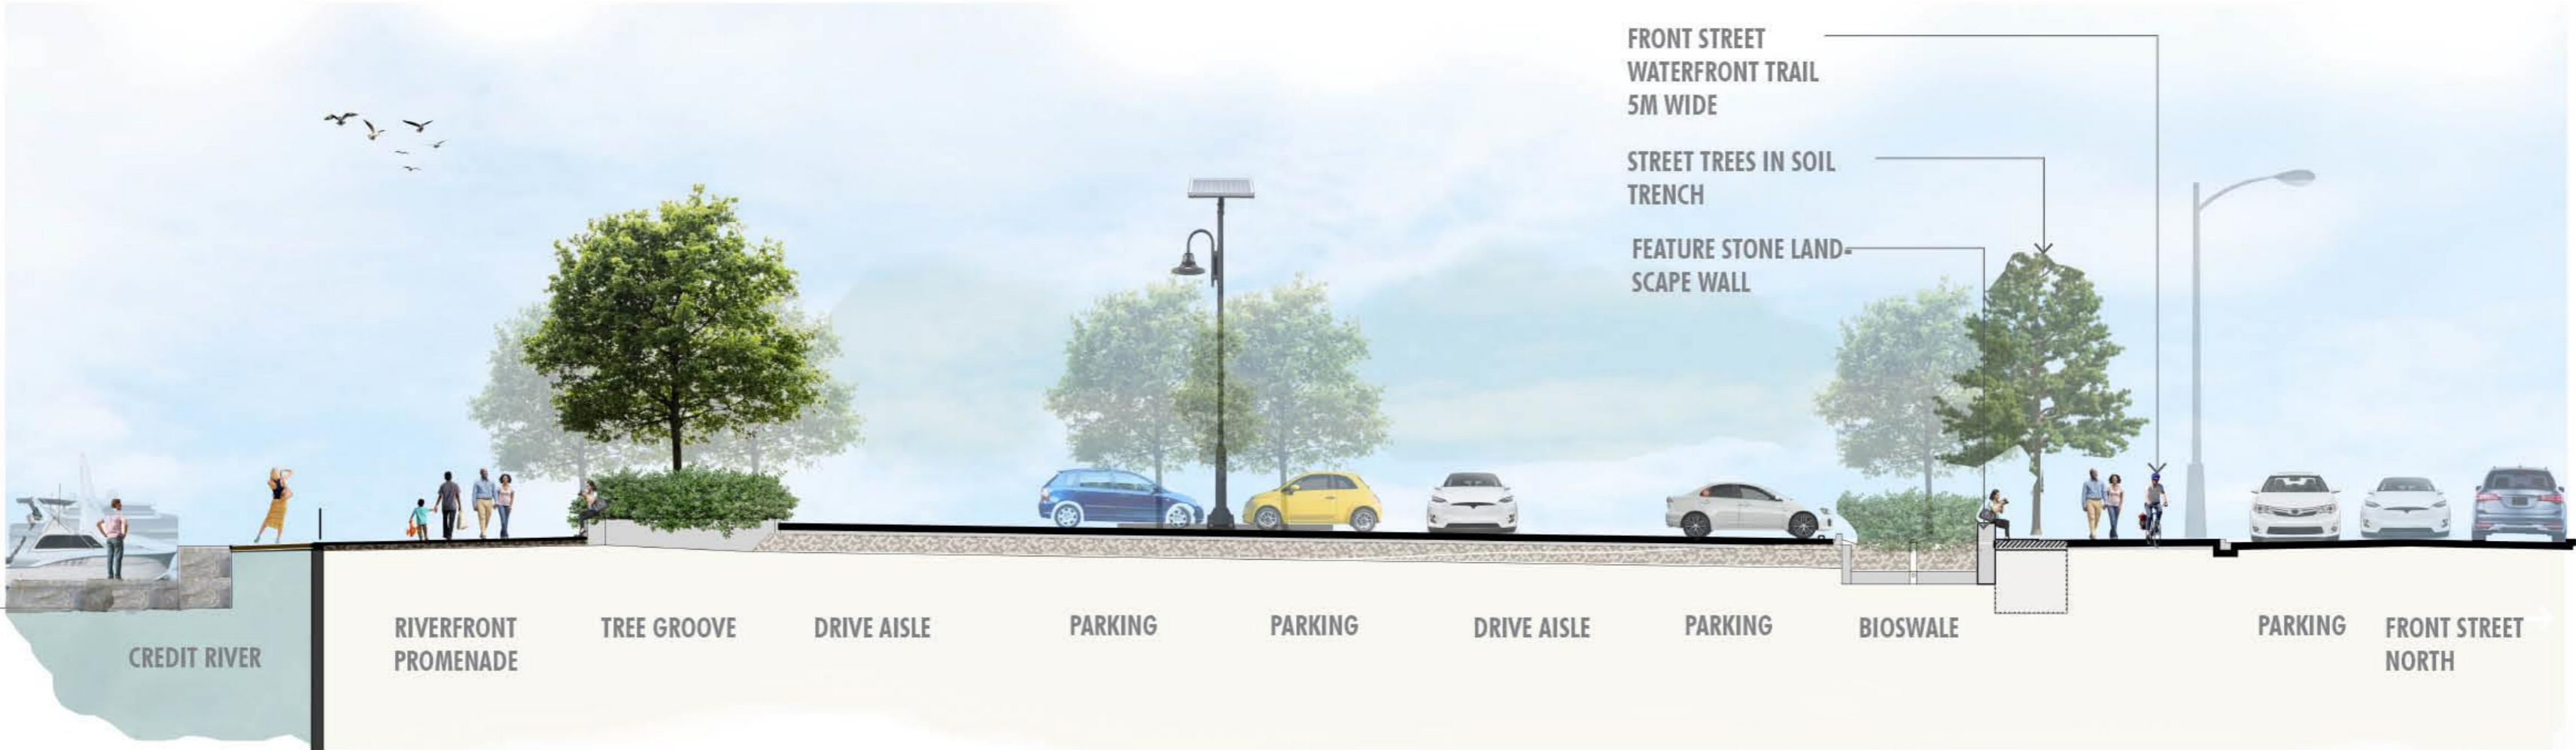 FRONT STREET
WATERFRONT TRAIL
5M WIDE
STREET TREES IN SOIL
TRENCH
FEATURE STONE LAND-
SCAPE WALL
CREDIT RIVER
RIVERFRONT
PROMENADE
TREE GROOVE
DRIVE AISLE
PARKING
PARKING
DRIVE AISLE
PARKING
BIOSWALE
PARKING
FRONT STREET
NORTH